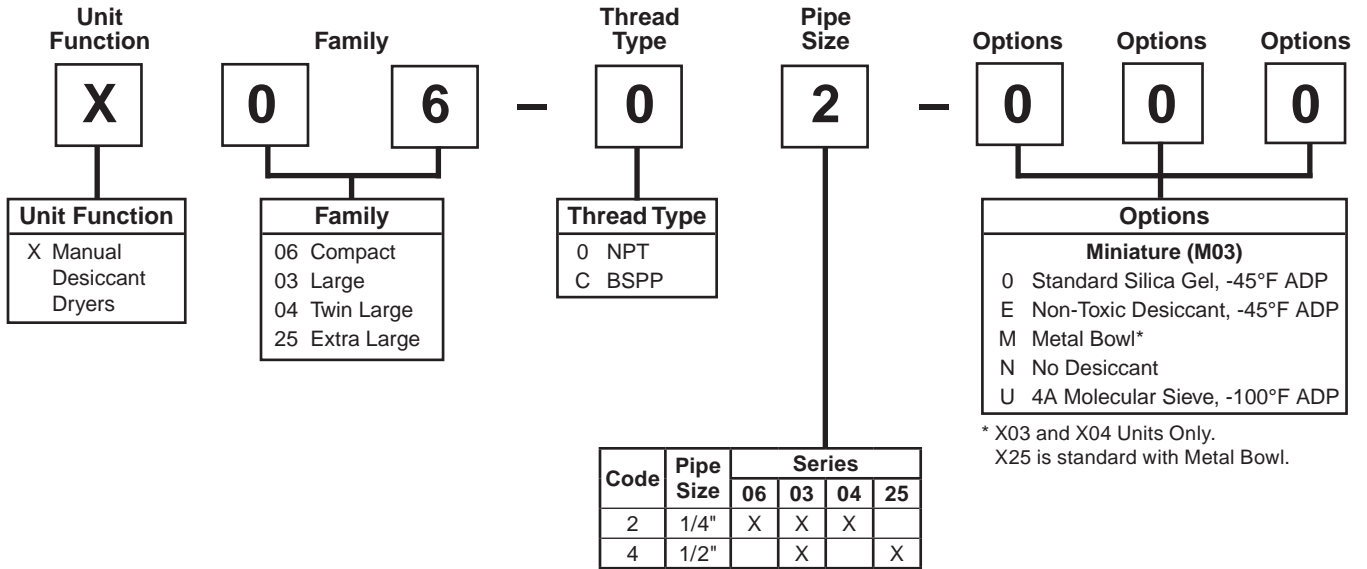 Unit Function Family Thread Type Pipe Size Options Options Options
X 0 6 – 0 2 – 0 0 0
Unit Function
X Manual
Desiccant
Dryers
Family
06 Compact
03 Large
04 Twin Large
25 Extra Large
Thread Type
0 NPT
C BSPP
Options
Miniature (M03)
0 Standard Silica Gel, -45°F ADP
E Non-Toxic Desiccant, -45°F ADP
M Metal Bowl*
N No Desiccant
U 4A Molecular Sieve, -100°F ADP
* X03 and X04 Units Only.
X25 is standard with Metal Bowl.
Code Pipe Size Series
06 03 04 25
2 1/4" X X X
4 1/2" X X